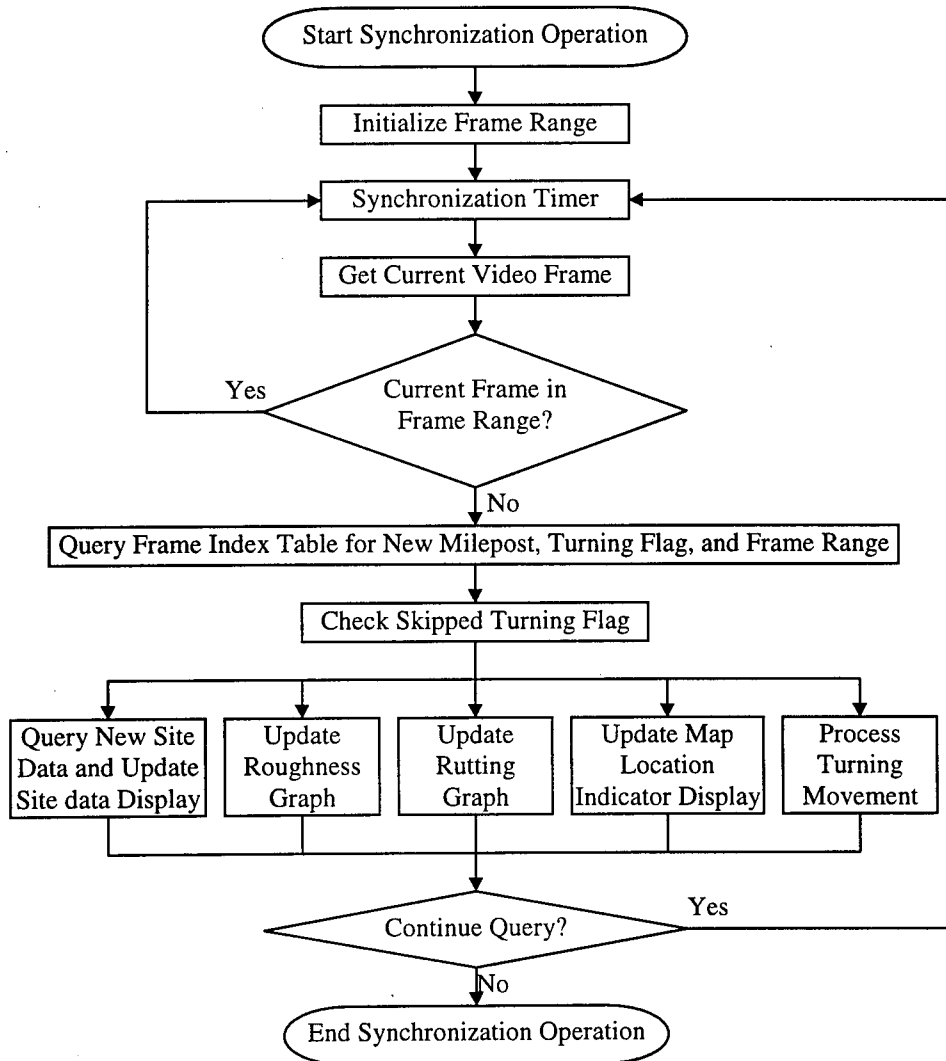 Start Synchronization Operation
Initialize Frame Range
Synchronization Timer
Get Current Video Frame
Yes
Current Frame in
Frame Range?
No
Query Frame Index Table for New Milepost, Turning Flag, and Frame Range
Check Skipped Turning Flag
Query New Site
Data and Update
Site data Display
Update
Roughness
Graph
Update
Rutting
Graph
Update Map
Location
Indicator Display
Process
Turning
Movement
Continue Query?
Yes
No
End Synchronization Operation